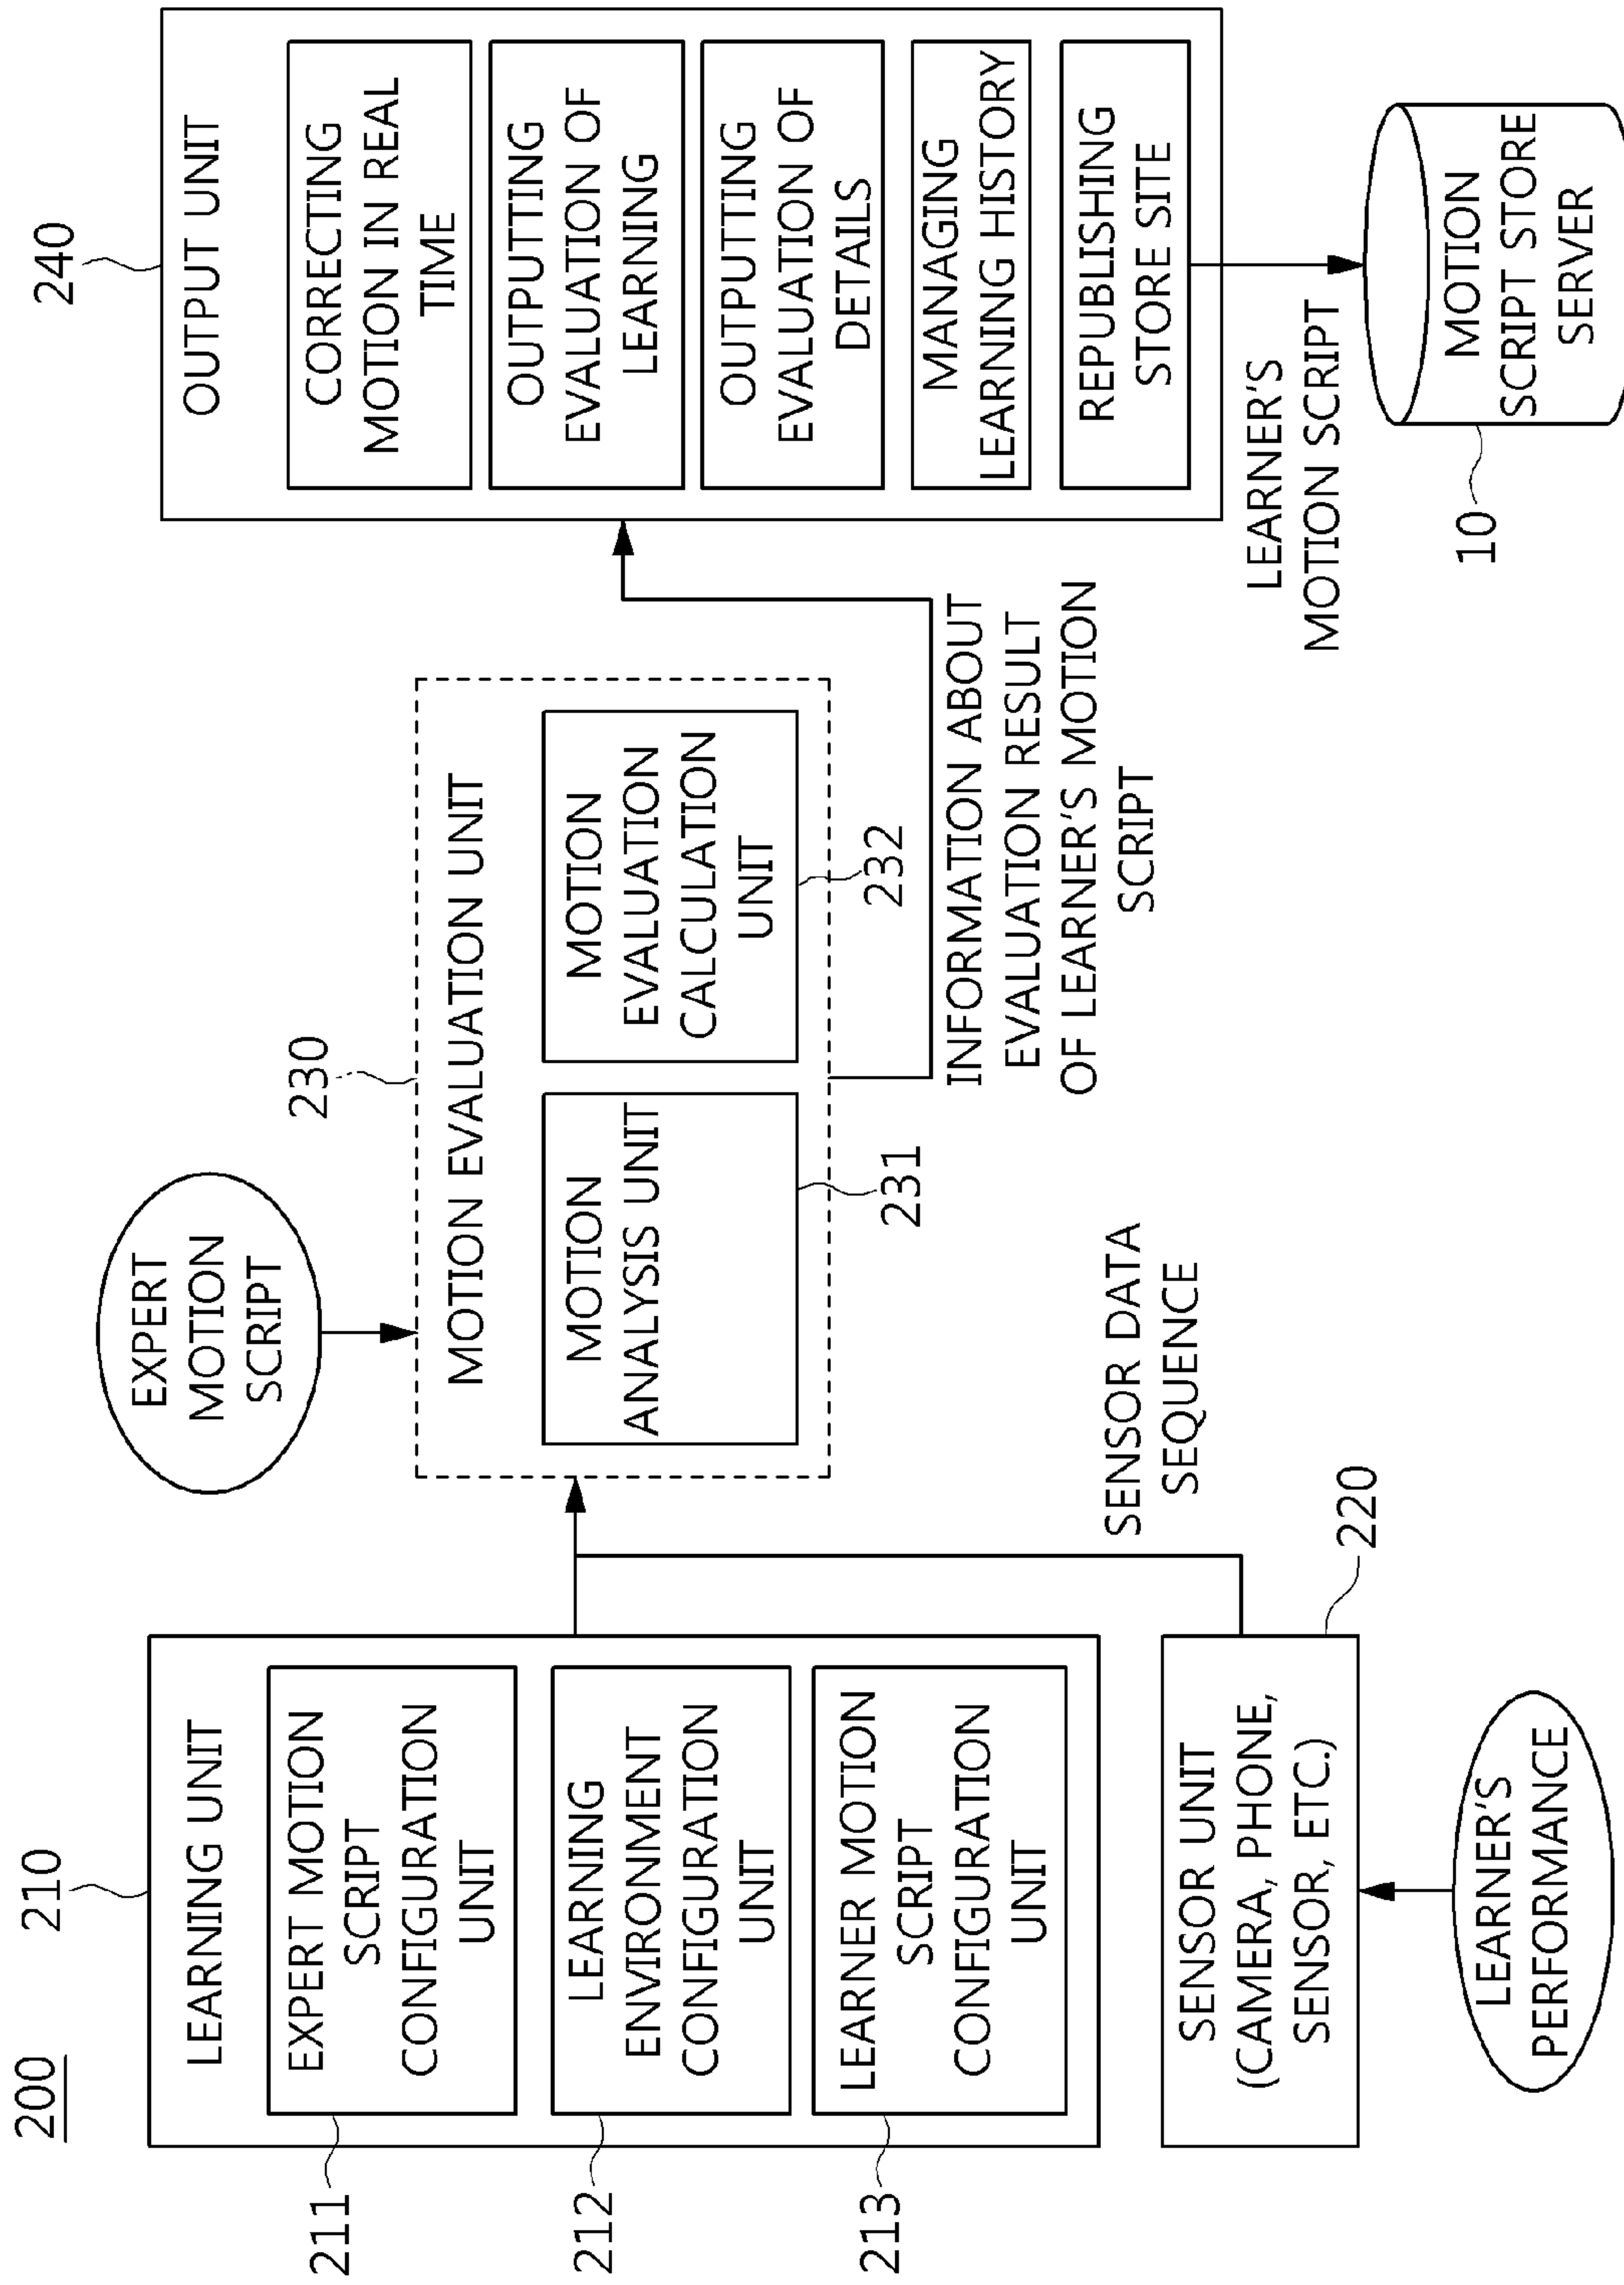 200
210
LEARNING UNIT
EXPERT MOTION
SCRIPT
CONFIGURATION
UNIT
211
LEARNING
ENVIRONMENT
CONFIGURATION
UNIT
212
LEARNER MOTION
SCRIPT
CONFIGURATION
UNIT
213
SENSOR UNIT
(CAMERA, PHONE,
SENSOR, ETC.)
220
LEARNER'S
PERFORMANCE
SENSOR DATA
SEQUENCE
EXPERT
MOTION
SCRIPT
230
MOTION EVALUATION UNIT
MOTION
ANALYSIS UNIT
231
MOTION
EVALUATION
CALCULATION
UNIT
232
INFORMATION ABOUT
EVALUATION RESULT
OF LEARNER'S MOTION
SCRIPT
240
OUTPUT UNIT
CORRECTING
MOTION IN REAL
TIME
OUTPUTTING
EVALUATION OF
LEARNING
OUTPUTTING
EVALUATION OF
DETAILS
MANAGING
LEARNING HISTORY
REPUBLISHING
STORE SITE
LEARNER'S
MOTION SCRIPT
10
MOTION
SCRIPT STORE
SERVER